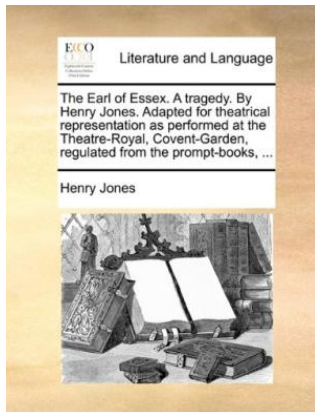 ECCO
Literature and Language
The Earl of Essex. A tragedy. By
Henry Jones. Adapted for theatrical
representation as performed at the
Theatre-Royal, Covent-Garden,
regulated from the prompt-books, ...
Henry Jones